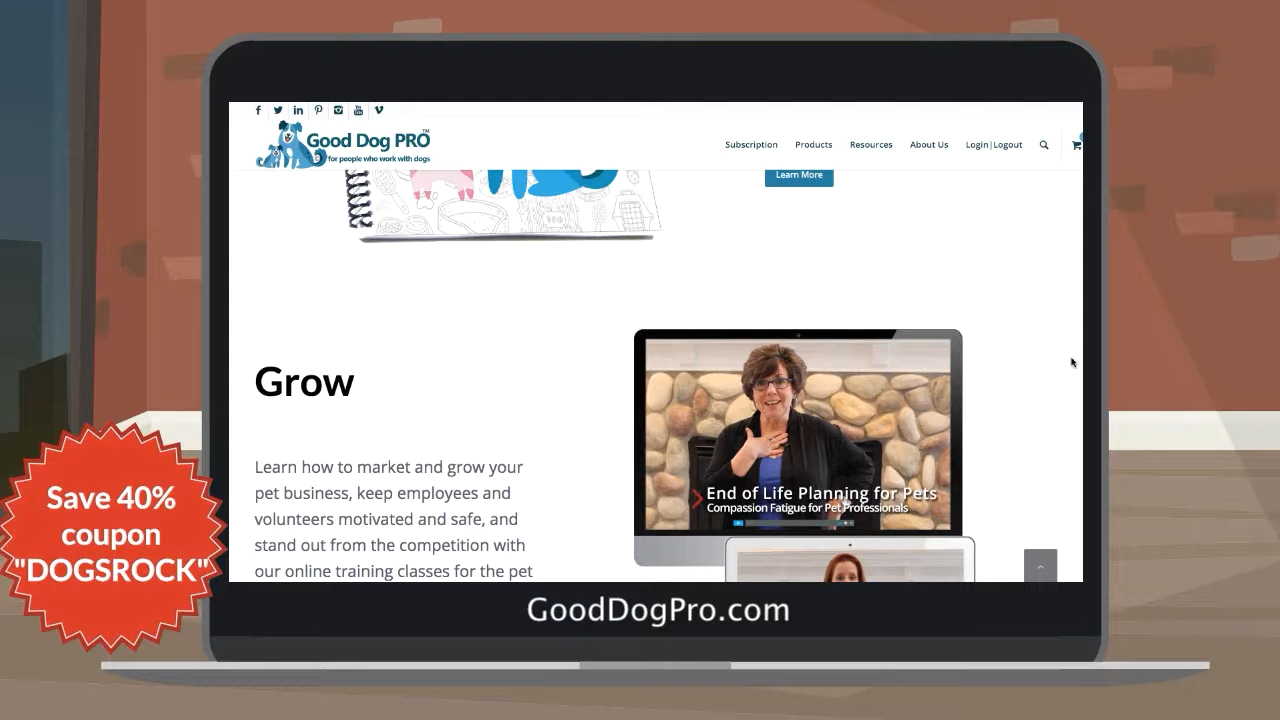 Good Dog PRO™
for people who work with dogs
Subscription
Products
Resources
About Us
Login|Logout
Learn More
Grow
Learn how to market and grow your
pet business, keep employees and
volunteers motivated and safe, and
stand out from the competition with
our online training classes for the pet
End of Life Planning for Pets
Compassion Fatigue for Pet Professionals
Save 40%
coupon
"DOGSROCK"
GoodDogPro.com